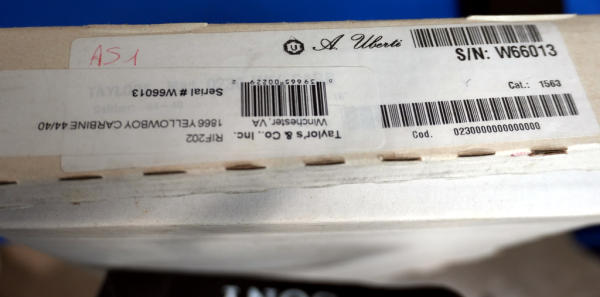 AS1
A. Uberti
S/N: W66013
Cal.: 1563
Cod. 0230000000000000
Taylor's & Co., Inc.
Winchester, VA
Serial # W66013
RIF202
1866 YELLOWBOY CARBINE 44/40